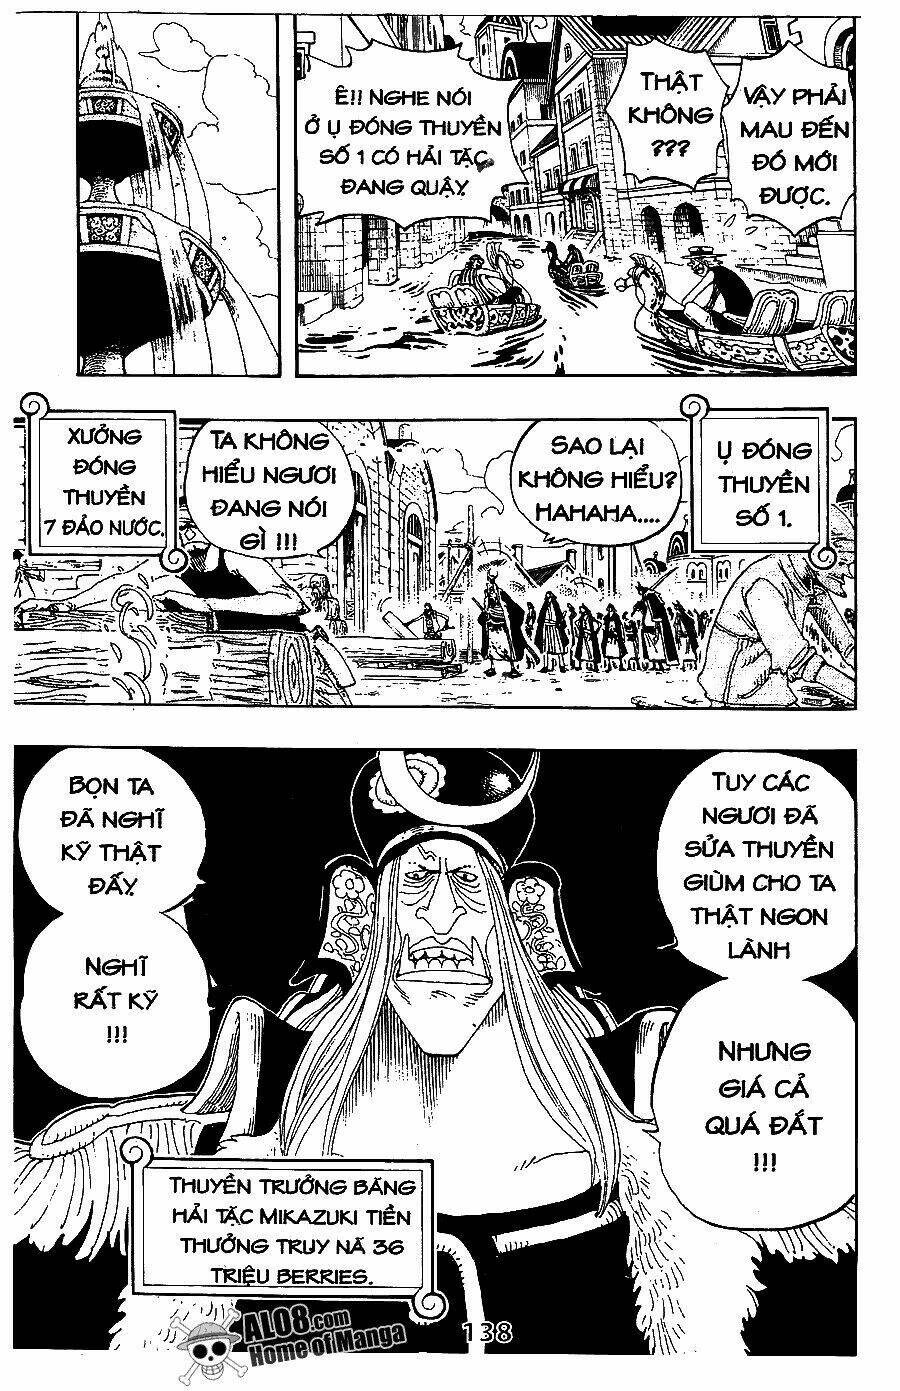 Ê!! NGHE NÓI
Ở Ụ ĐÓNG THUYỀN
SỐ 1 CÓ HẢI TẶC
ĐANG QUẬY.
THẬT
KHÔNG
???
VẬY PHẢI
MAU ĐẾN
ĐÓ MỚI
ĐƯỢC.
XƯỞNG
ĐÓNG
THUYỀN
7 ĐẢO NƯỚC.
TA KHÔNG
HIỂU NGƯƠI
ĐANG NÓI
GÌ !!!
SAO LẠI
KHÔNG HIỂU?
HAHAHA....
Ụ ĐÓNG
THUYỀN
SỐ 1.
BỌN TA
ĐÃ NGHĨ
KỸ THẬT
ĐẤY.
NGHĨ
RẤT KỸ
!!!
TUY CÁC
NGƯƠI ĐÃ
SỬA THUYỀN
GIÙM CHO TA
THẬT NGON
LÀNH
NHƯNG
GIÁ CẢ
QUÁ ĐẮT
!!!
THUYỀN TRƯỞNG BĂNG
HẢI TẶC MIKAZUKI TIỀN
THƯỞNG TRUY NÃ 36
TRIỆU BERRIES.
AL08.com
Home of Manga
138